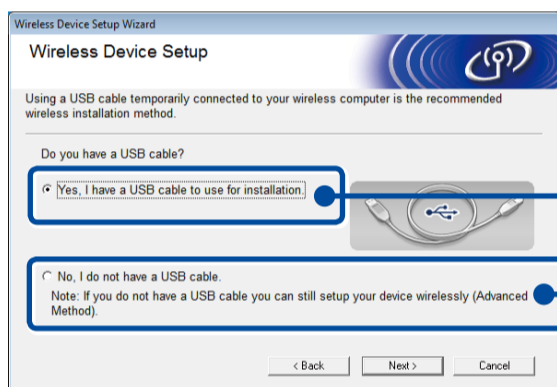 Wireless Device Setup Wizard
Wireless Device Setup
Using a USB cable temporarily connected to your wireless computer is the recommended
wireless installation method.
Do you have a USB cable?
Yes, I have a USB cable to use for installation.
No, I do not have a USB cable.
Note: If you do not have a USB cable you can still setup your device wirelessly (Advanced
Method).
< Back
Next >
Cancel